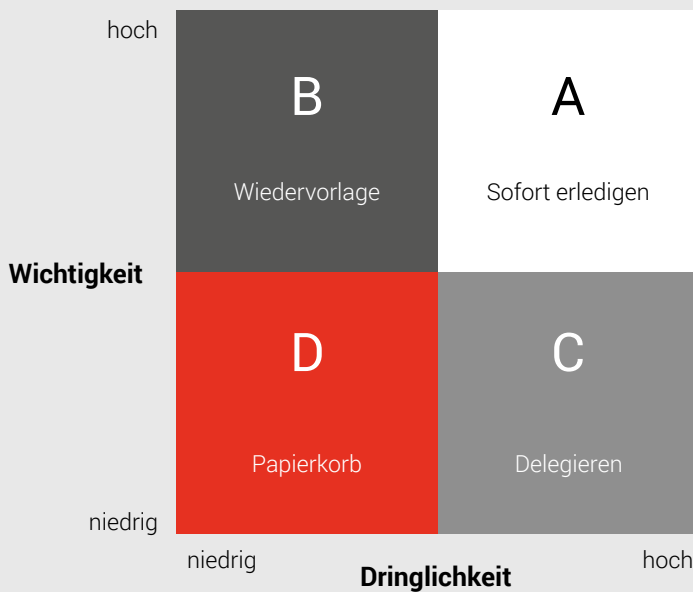 hoch
B
A
Wiedervorlage
Sofort erledigen
Wichtigkeit
D
C
Papierkorb
Delegieren
niedrig
niedrig
hoch
Dringlichkeit